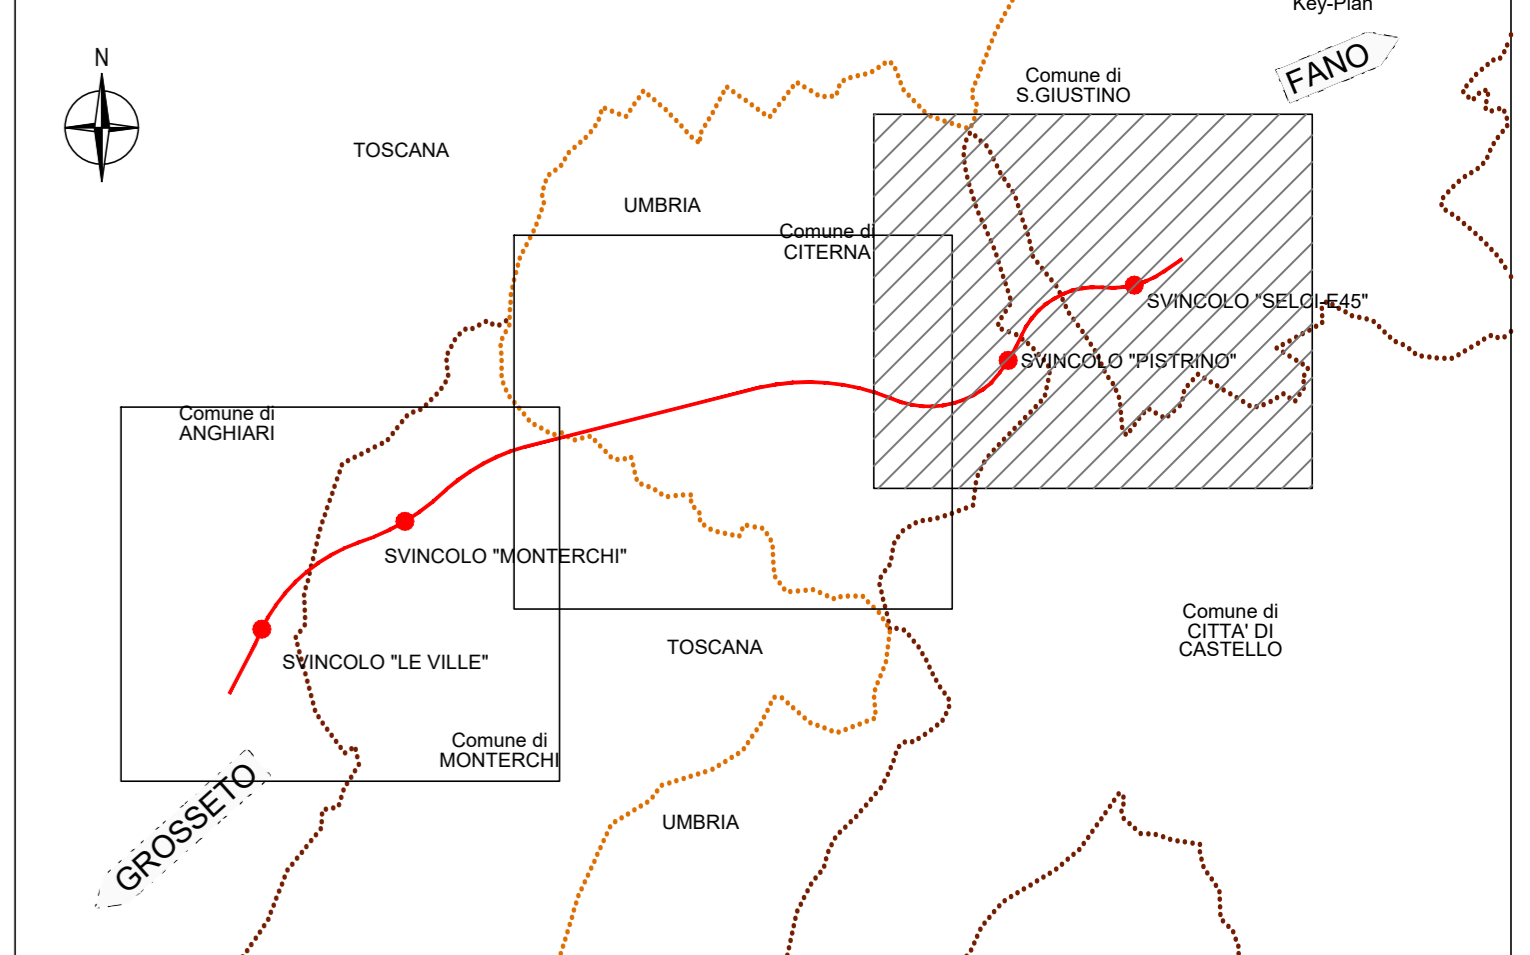 Key-Plan
N
FANO
Comune di
S.GIUSTINO
TOSCANA
UMBRIA
Comune di
CITERNA
SVINCOLO "SELCI-E45"
SVINCOLO "PISTRINO"
Comune di
ANGHIARI
SVINCOLO "MONTERCHI"
SVINCOLO "LE VILLE"
TOSCANA
Comune di
CITTA' DI
CASTELLO
Comune di
MONTERCHI
GROSSETO
UMBRIA